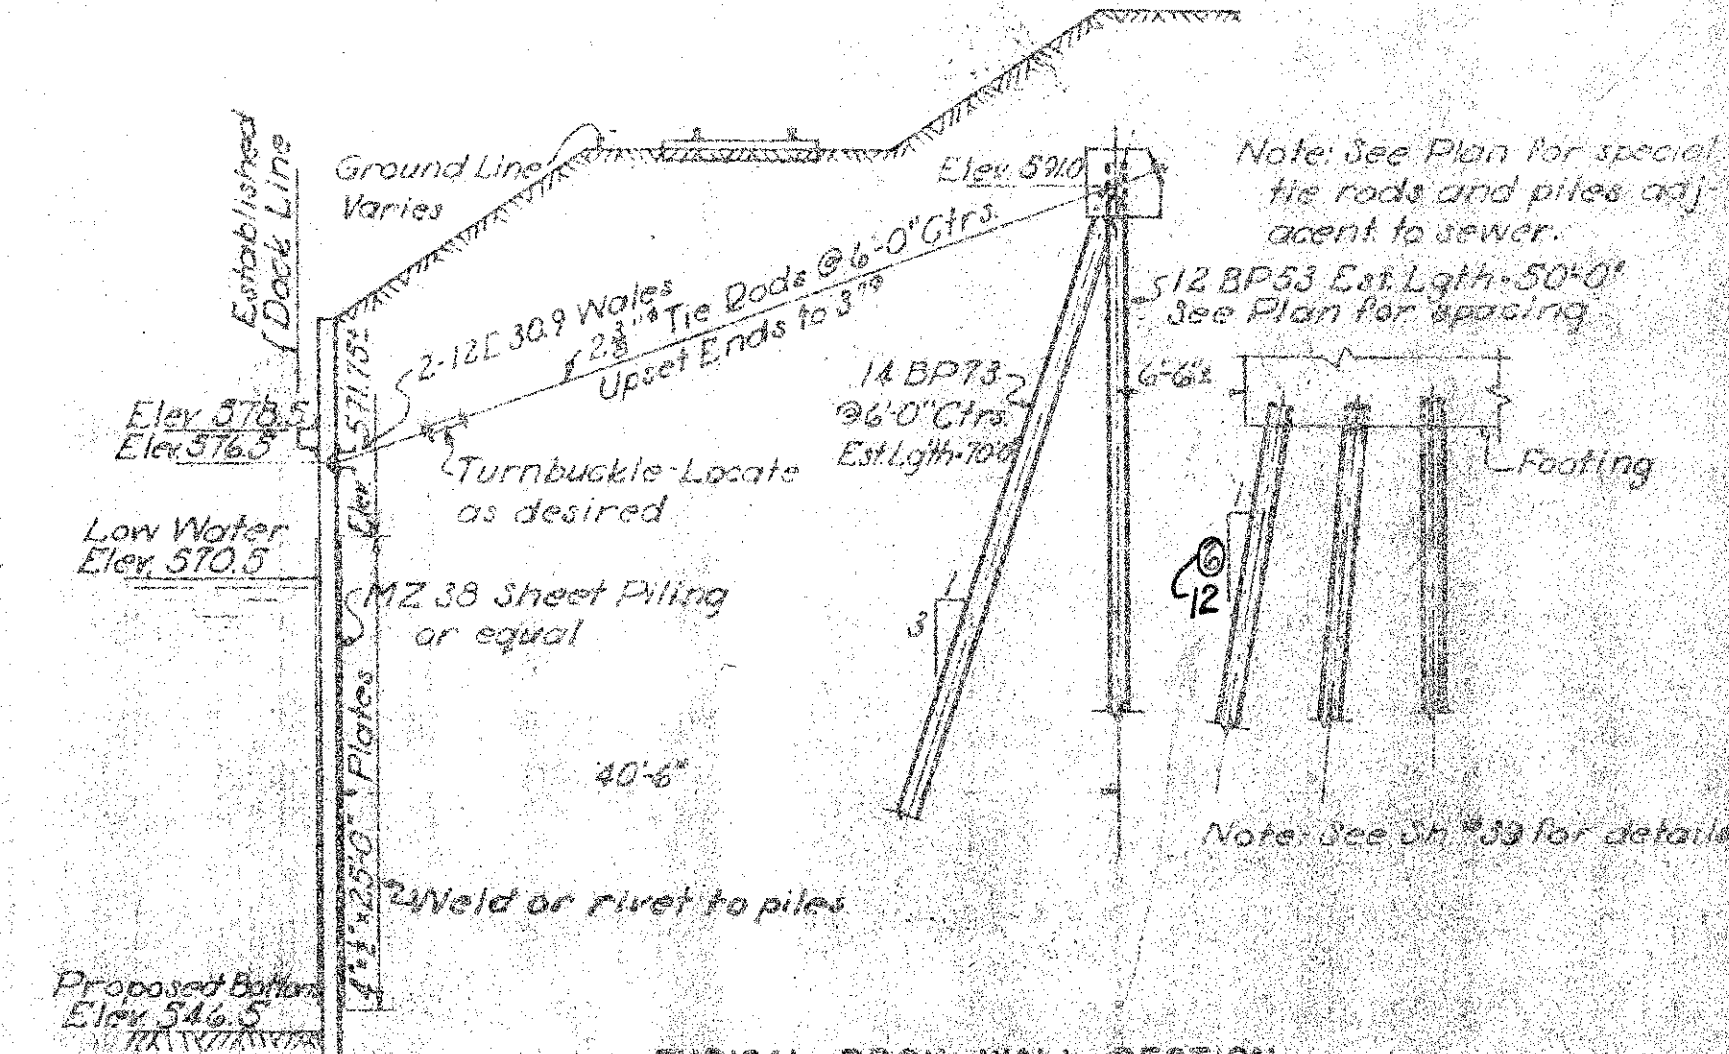 Established
Dock Line
Ground Line
Varies
Elev. 591.0
Note: See Plan for special
tie rods and piles adj-
acent to sewer.
12 BP53 Est. Lgth.-50'-0"
See Plan for spacing
2-12[ 30.9 Wales
Tie Rods @ 6'-0" Ctrs.
Upset Ends to
14 BP73
@6'-0" Ctrs.
Est. Lgth.-70'-0"
6'-6"±
Elev. 578.5
Elev. 576.5
Elev. 571.75±
Turnbuckle-Locate
as desired
Footing
Low Water
Elev. 570.5
MZ 38 Sheet Piling
or equal
1
3
1
6
12
40'-6"
Plates
Note: See Sh #39 for details
Weld or rivet to piles
Proposed Bottom
Elev. 546.5